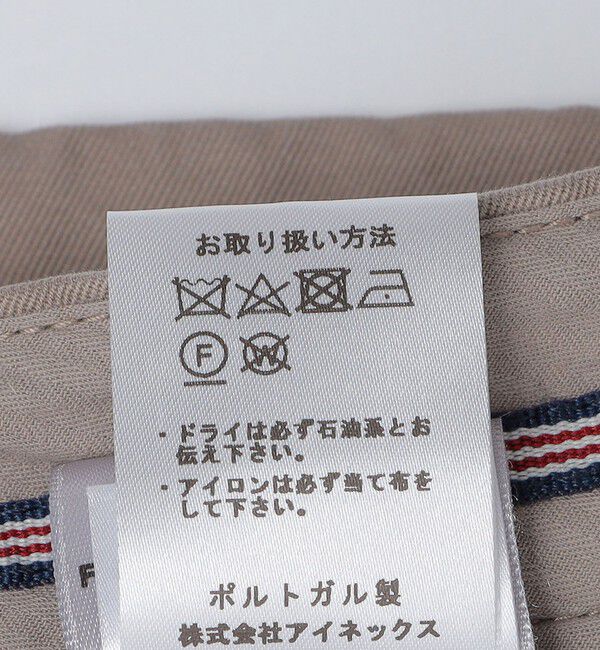 お取り扱い方法
F W
・ドライは必ず石油系とお
伝え下さい。
・アイロンは必ず当て布を
して下さい。
ポルトガル製
株式会社アイネックス
F